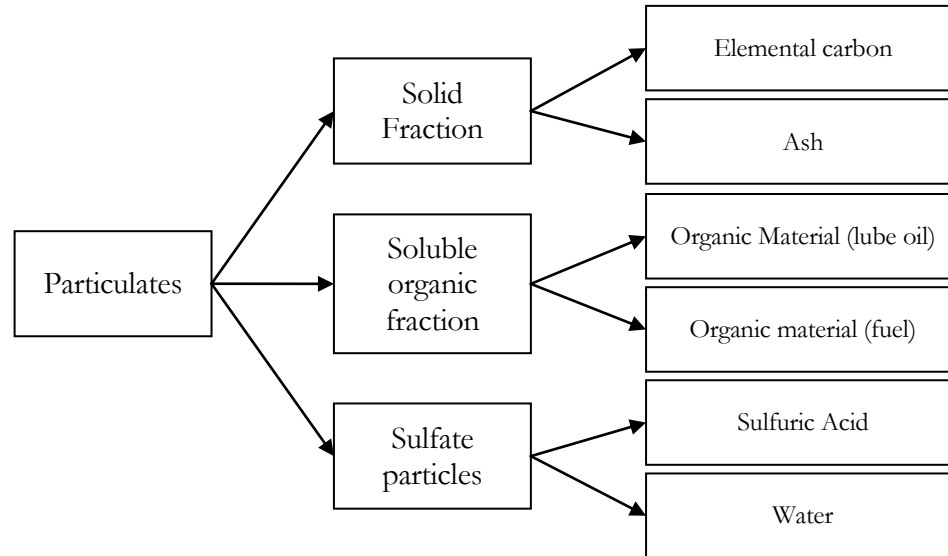 Particulates
Solid
Fraction
Elemental carbon
Ash
Soluble
organic
fraction
Organic Material (lube oil)
Organic material (fuel)
Sulfate
particles
Sulfuric Acid
Water